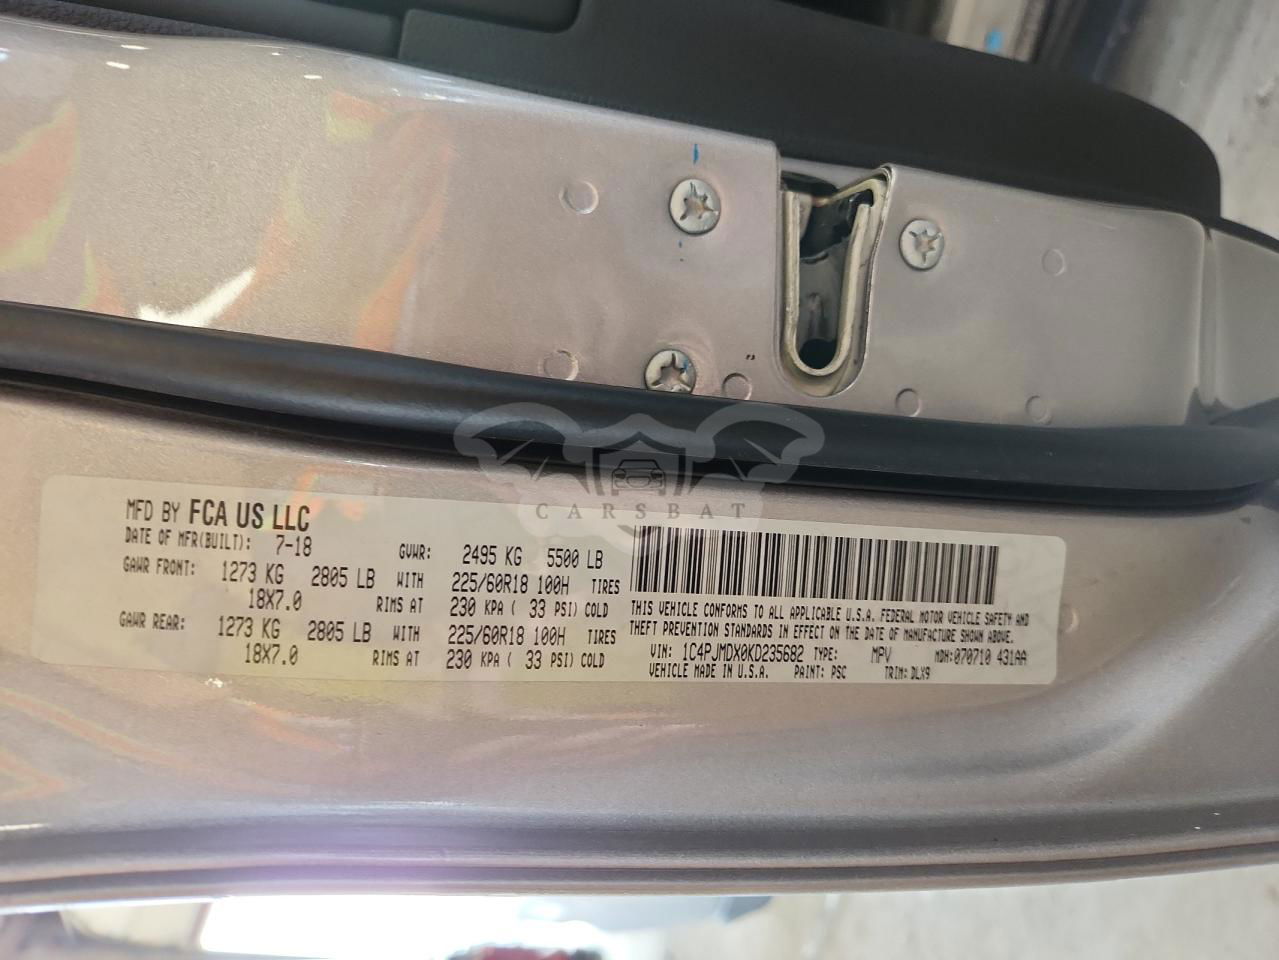 CARSBAT
MFD BY FCA US LLC
DATE OF MFR(BUILT): 7-18 GVWR: 2495 KG 5500 LB
GAWR FRONT: 1273 KG 2805 LB WITH 225/60R18 100H TIRES
18X7.0 RIMS AT 230 KPA ( 33 PSI) COLD
GAWR REAR: 1273 KG 2805 LB WITH 225/60R18 100H TIRES
18X7.0 RIMS AT 230 KPA ( 33 PSI) COLD
THIS VEHICLE CONFORMS TO ALL APPLICABLE U.S.A. FEDERAL MOTOR VEHICLE SAFETY AND
THEFT PREVENTION STANDARDS IN EFFECT ON THE DATE OF MANUFACTURE SHOWN ABOVE.
VIN: 1C4PJMDX0KD235682 TYPE: MPV MDH:070710 431AA
VEHICLE MADE IN U.S.A. PAINT: PSC TRIM: DLX9